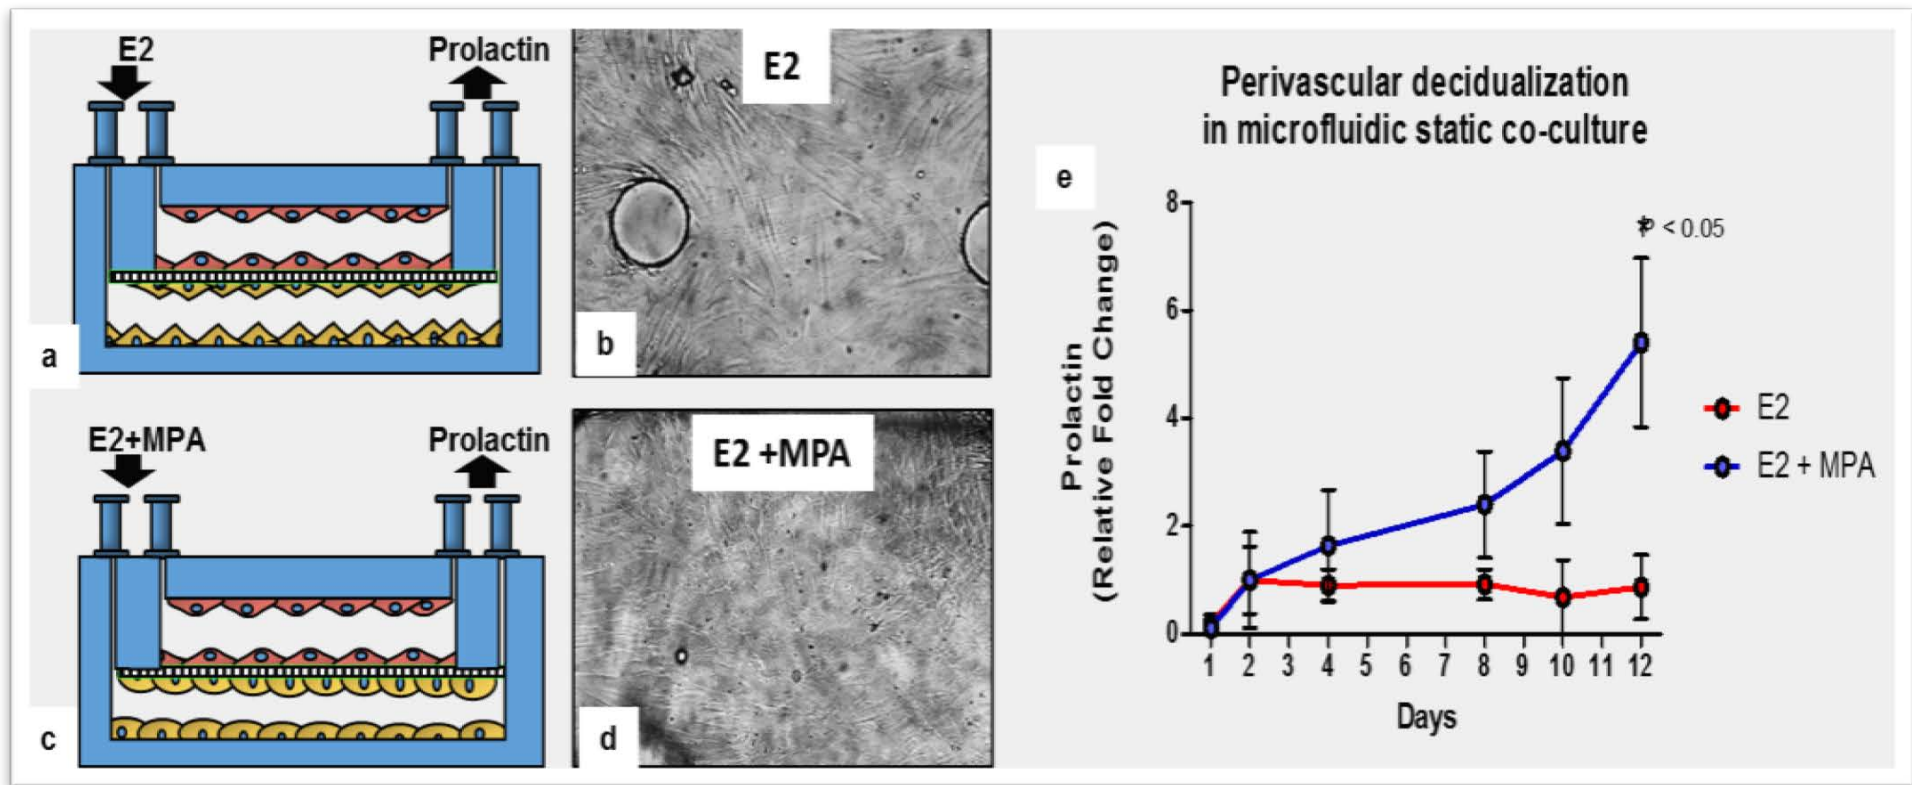 E2
Prolactin
a
E2
b
E2+MPA
Prolactin
c
E2 +MPA
d
Perivascular decidualization
in microfluidic static co-culture
e
Prolactin
(Relative Fold Change)
8
6
4
2
0
*P < 0.05
E2
E2 + MPA
1 2 3 4 5 6 7 8 9 10 11 12
Days